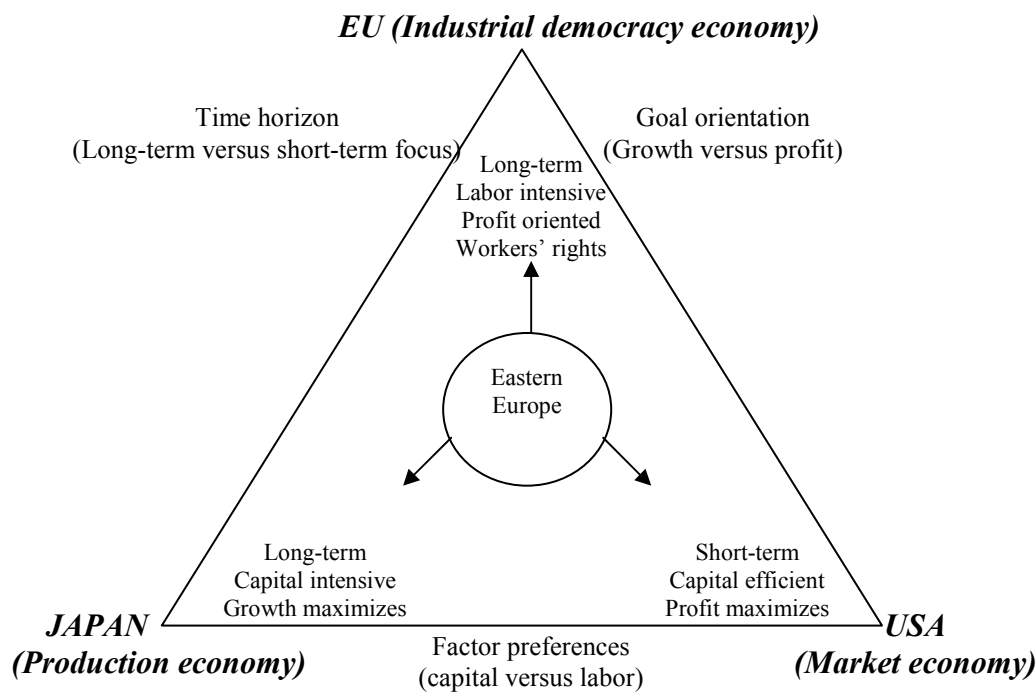 EU (Industrial democracy economy)
Time horizon
(Long-term versus short-term focus)
Goal orientation
(Growth versus profit)
Long-term
Labor intensive
Profit oriented
Workers’ rights
Eastern
Europe
Long-term
Capital intensive
Growth maximizes
Short-term
Capital efficient
Profit maximizes
JAPAN
(Production economy)
Factor preferences
(capital versus labor)
USA
(Market economy)